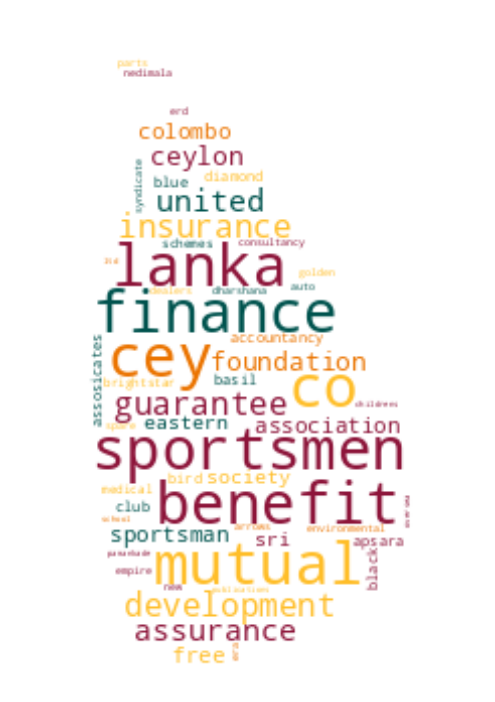 parts
nedimala
erd
colombo
ceylon
syndicate
blue
diamond
united
insurance
schemes
consultancy
lanka
ltd
golden
dealers
dharshana
auto
finance
assosicates
accountancy
cey
foundation
brightstar
basil
co
guarantee
childrens
spare
eastern
association
sportsmen
bird
society
medical
benefit
club
school
arrows
environmental
sportsman
sri
apsara
black
mutual
empire
new
publications
development
assurance
free